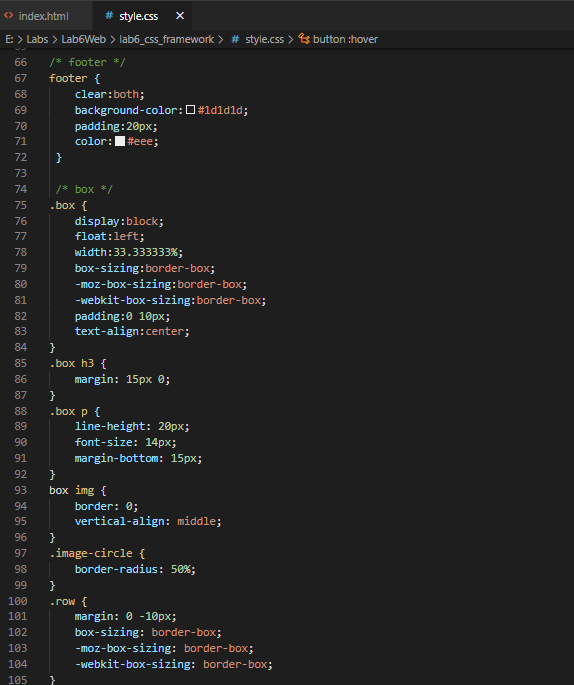 index.html
style.css
E: > Labs > Lab6Web > lab6_css_framework > style.css > button :hover
66 /* footer */
67 footer {
68 clear:both;
69 background-color: #1d1d1d;
70 padding:20px;
71 color: #eee;
72 }
73
74 /* box */
75 .box {
76 display:block;
77 float:left;
78 width:33.333333%;
79 box-sizing:border-box;
80 -moz-box-sizing:border-box;
81 -webkit-box-sizing:border-box;
82 padding:0 10px;
83 text-align:center;
84 }
85 .box h3 {
86 margin: 15px 0;
87 }
88 .box p {
89 line-height: 20px;
90 font-size: 14px;
91 margin-bottom: 15px;
92 }
93 box img {
94 border: 0;
95 vertical-align: middle;
96 }
97 .image-circle {
98 border-radius: 50%;
99 }
100 .row {
101 margin: 0 -10px;
102 box-sizing: border-box;
103 -moz-box-sizing: border-box;
104 -webkit-box-sizing: border-box;
105 }